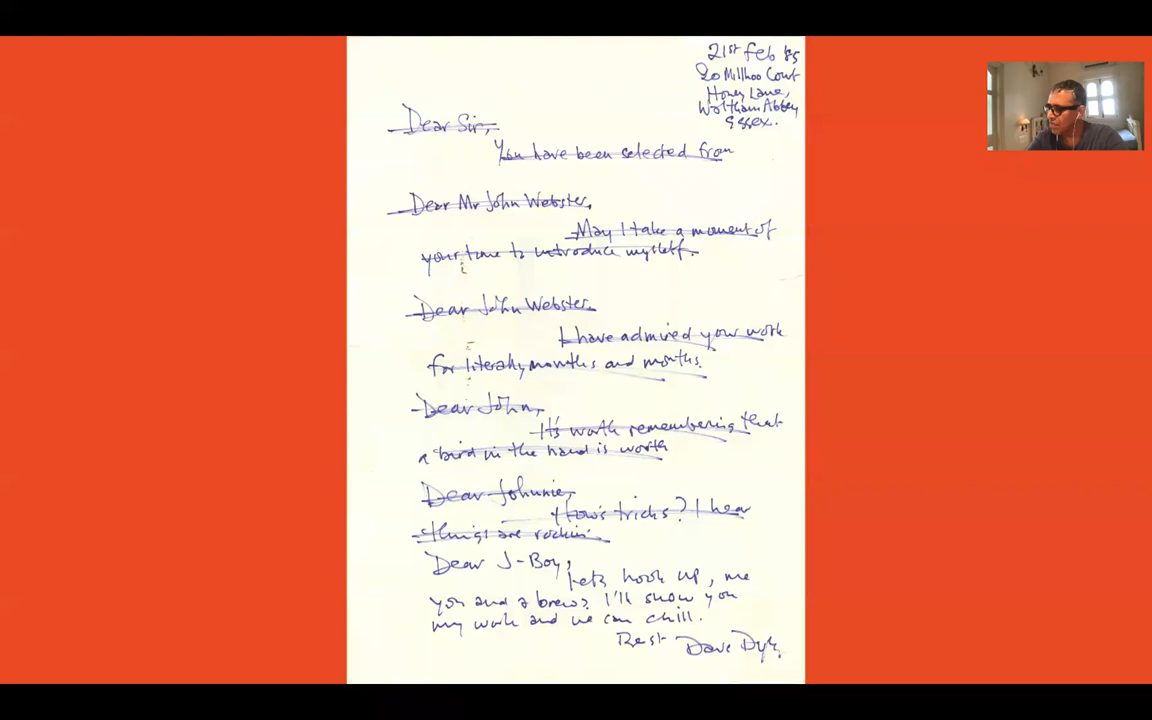 21st Feb 85
20 Millhoo Court
Honey Lane,
Waltham Abbey
Essex.
Dear Sir,
You have been selected from
Dear Mr John Webster,
May I take a moment of
your time to introduce myself.
Dear John Webster,
I have admired your work
for literally months and months.
Dear John,
It's worth remembering that
a bird in the hand is worth
Dear Johnnie,
How's tricks? I hear
things are rockin'.
Dear J-Boy,
Lets hook up, me
you and a brew? I'll show you
my work and we can chill.
Best Dave Dye